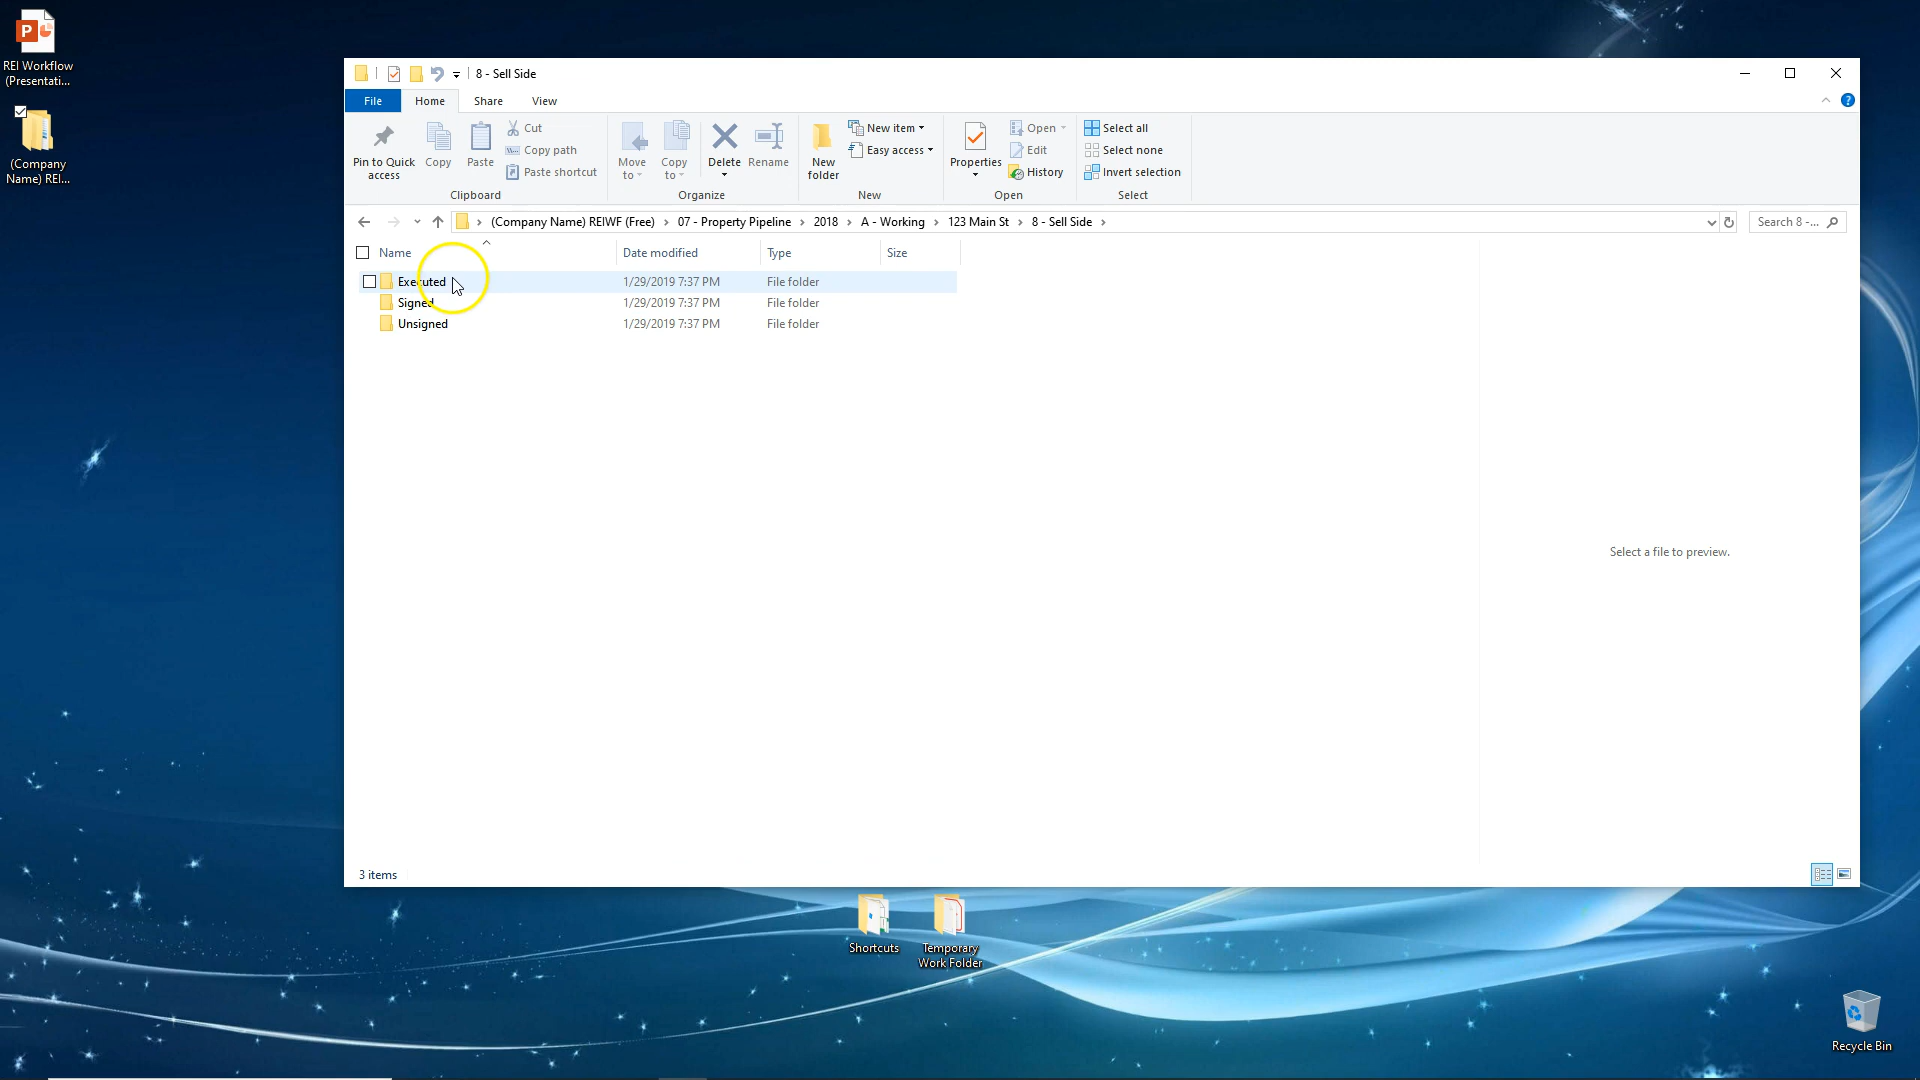 REI Workflow
(Presentati...
(Company
Name) REI...
8 - Sell Side
File
Home
Share
View
Pin to Quick
access
Copy
Paste
Cut
Copy path
Paste shortcut
Clipboard
Move
to
Copy
to
Delete
Rename
Organize
New
folder
New item
Easy access
New
Properties
Open
Edit
History
Open
Select all
Select none
Invert selection
Select
(Company Name) REIWF (Free) > 07 - Property Pipeline > 2018 > A - Working > 123 Main St > 8 - Sell Side >
Search 8 -...
Name Date modified Type Size
Executed 1/29/2019 7:37 PM File folder
Signed 1/29/2019 7:37 PM File folder
Unsigned 1/29/2019 7:37 PM File folder
Select a file to preview.
3 items
Shortcuts
Temporary
Work Folder
Recycle Bin